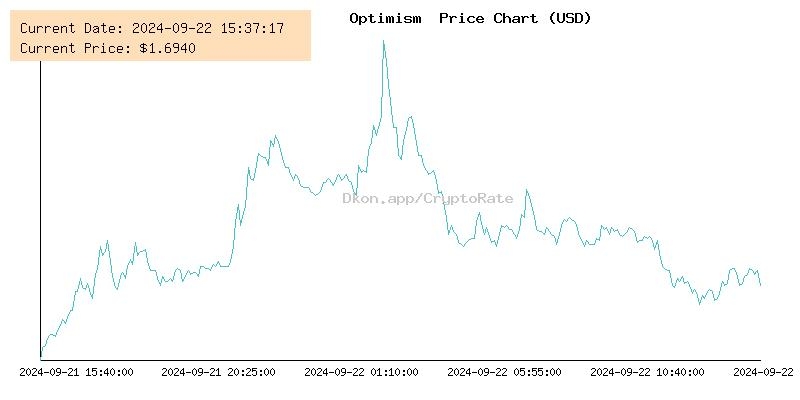 Optimism  Price Chart (USD)
Current Date: 2024-09-22 15:37:17
Current Price: $1.6940
Dkon.app/CryptoRate
2024-09-21 15:40:00 2024-09-21 20:25:00 2024-09-22 01:10:00 2024-09-22 05:55:00 2024-09-22 10:40:00 2024-09-22